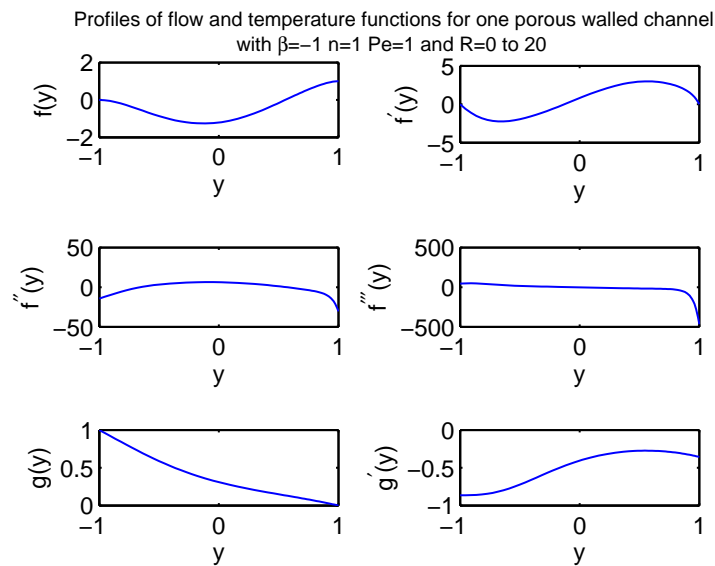 Profiles of flow and temperature functions for one porous walled channel
with β=−1 n=1 Pe=1 and R=0 to 20
2
0
−2
f(y)
−1 0 1
y
5
0
−5
f′(y)
−1 0 1
y
50
0
−50
f′′(y)
−1 0 1
y
500
0
−500
f′′′(y)
−1 0 1
y
1
0.5
0
g(y)
−1 0 1
y
0
−0.5
−1
g′(y)
−1 0 1
y